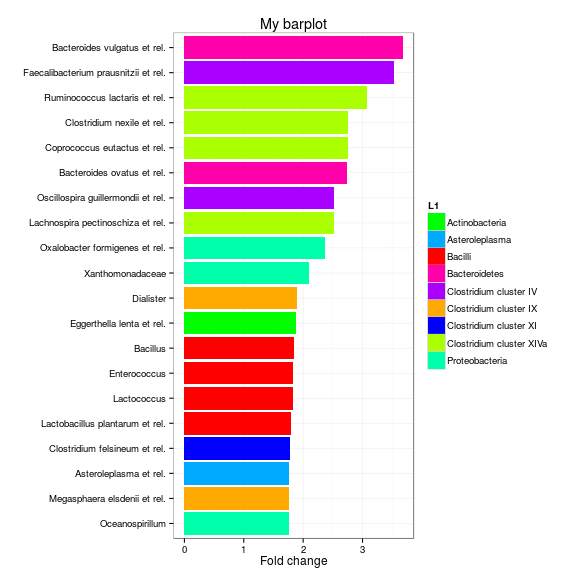 My barplot
Bacteroides vulgatus et rel.
Faecalibacterium prausnitzii et rel.
Ruminococcus lactaris et rel.
Clostridium nexile et rel.
Coprococcus eutactus et rel.
Bacteroides ovatus et rel.
Oscillospira guillermondii et rel.
Lachnospira pectinoschiza et rel.
Oxalobacter formigenes et rel.
Xanthomonadaceae
Dialister
Eggerthella lenta et rel.
Bacillus
Enterococcus
Lactococcus
Lactobacillus plantarum et rel.
Clostridium felsineum et rel.
Asteroleplasma et rel.
Megasphaera elsdenii et rel.
Oceanospirillum
0 1 2 3
Fold change
L1
Actinobacteria
Asteroleplasma
Bacilli
Bacteroidetes
Clostridium cluster IV
Clostridium cluster IX
Clostridium cluster XI
Clostridium cluster XIVa
Proteobacteria